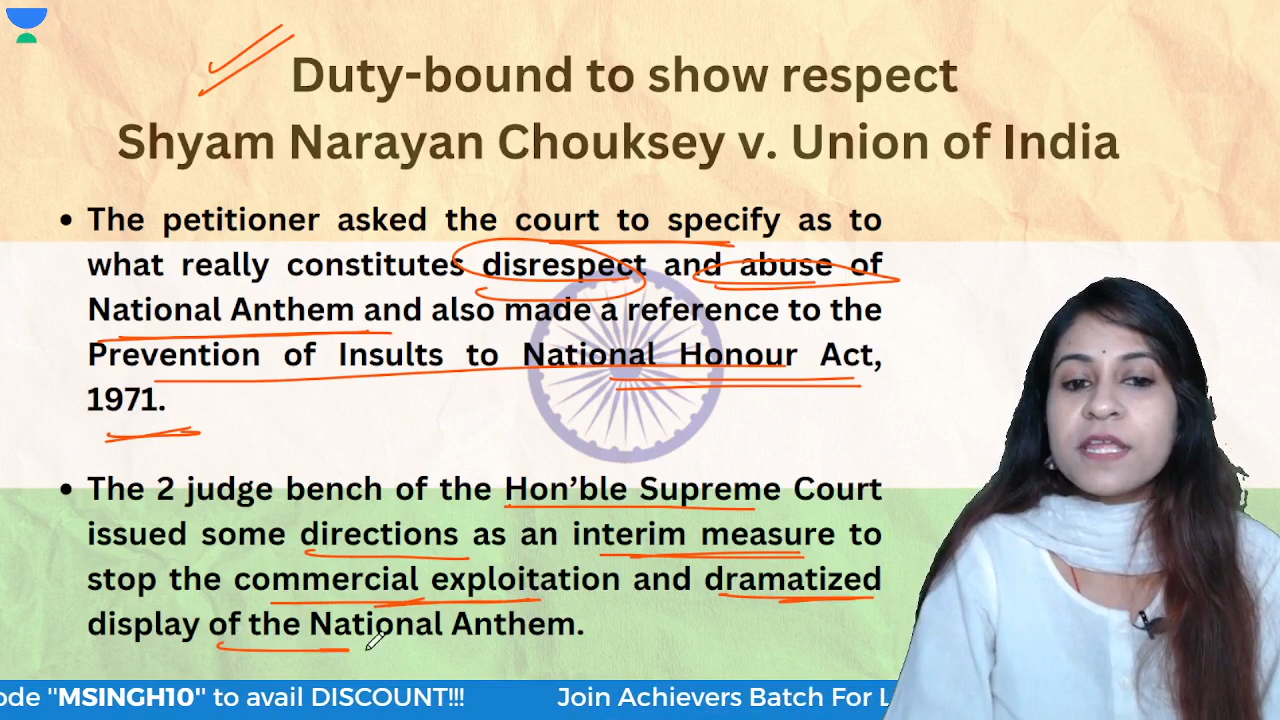 Duty-bound to show respect
Shyam Narayan Chouksey v. Union of India
• The petitioner asked the court to specify as to
what really constitutes disrespect and abuse of
National Anthem and also made a reference to the
Prevention of Insults to National Honour Act,
1971.
• The 2 judge bench of the Hon’ble Supreme Court
issued some directions as an interim measure to
stop the commercial exploitation and dramatized
display of the National Anthem.
ode "MSINGH10" to avail DISCOUNT!!! Join Achievers Batch For L